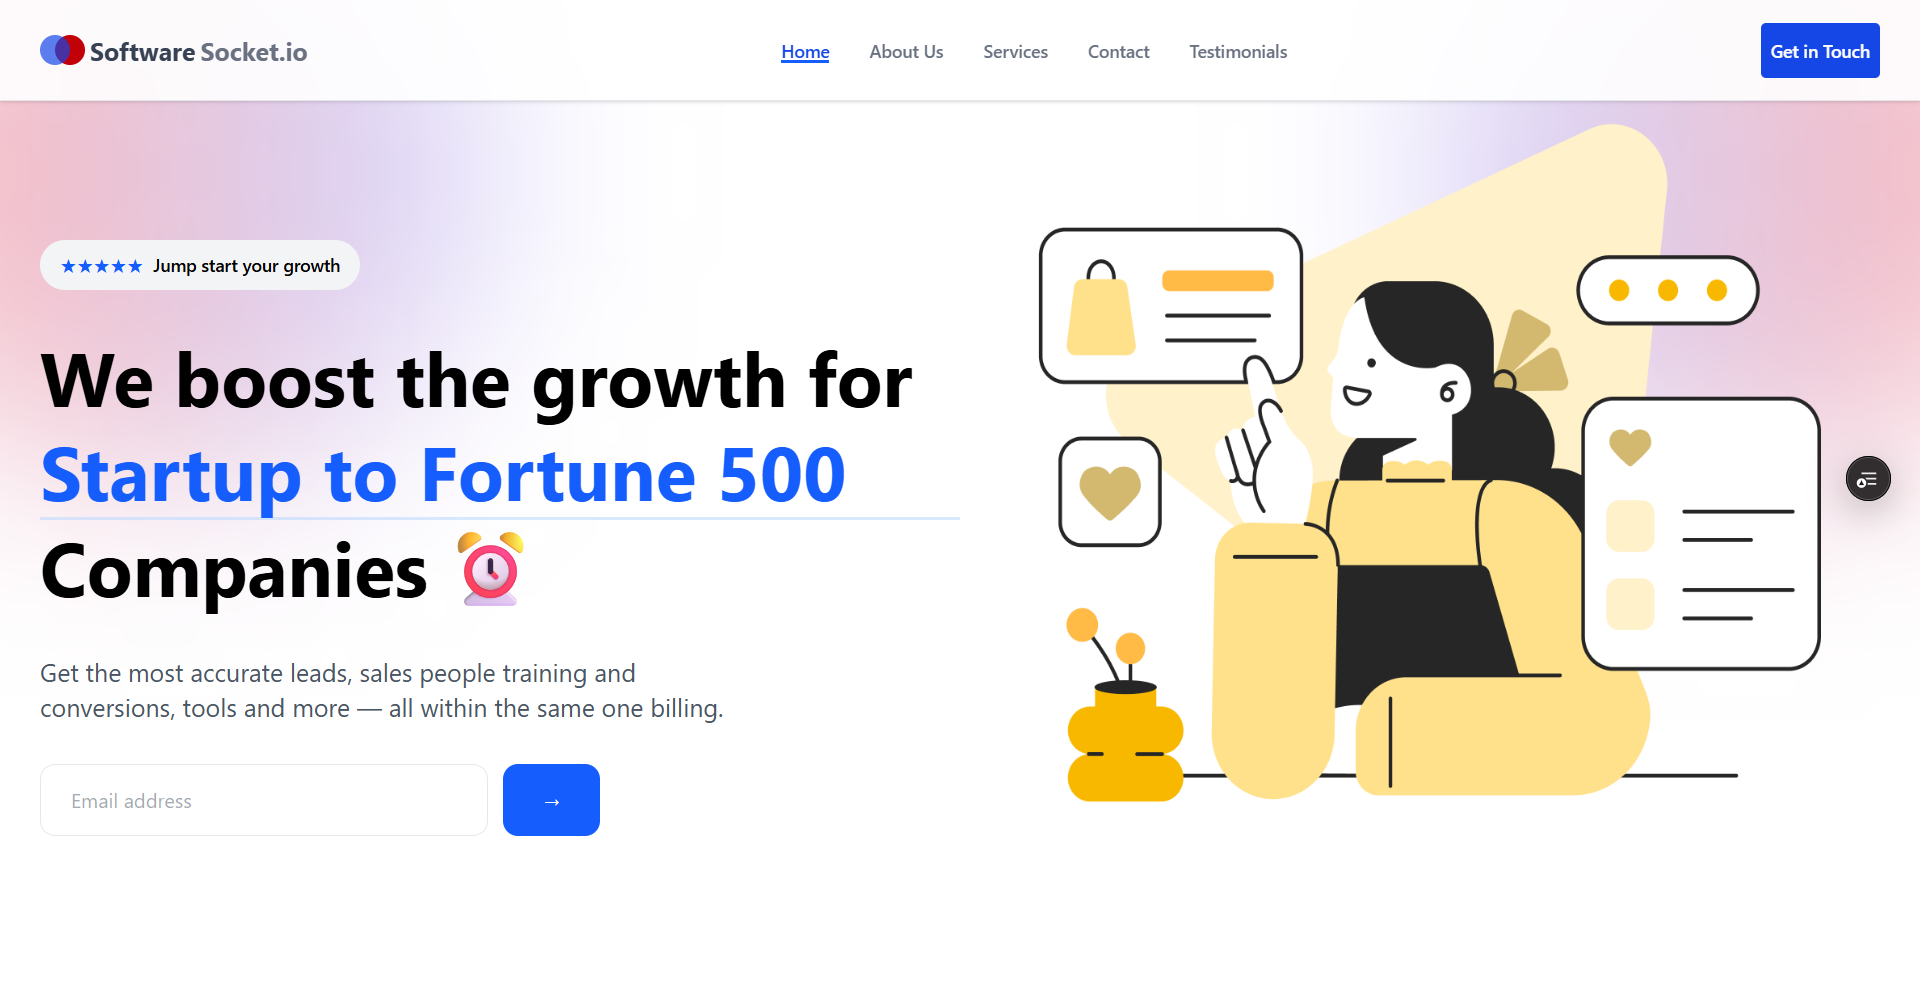 Software Socket.io
Home About Us Services Contact Testimonials
Get in Touch
★★★★★ Jump start your growth
We boost the growth for
Startup to Fortune 500
Companies ⏰
Get the most accurate leads, sales people training and
conversions, tools and more — all within the same one billing.
Email address
→